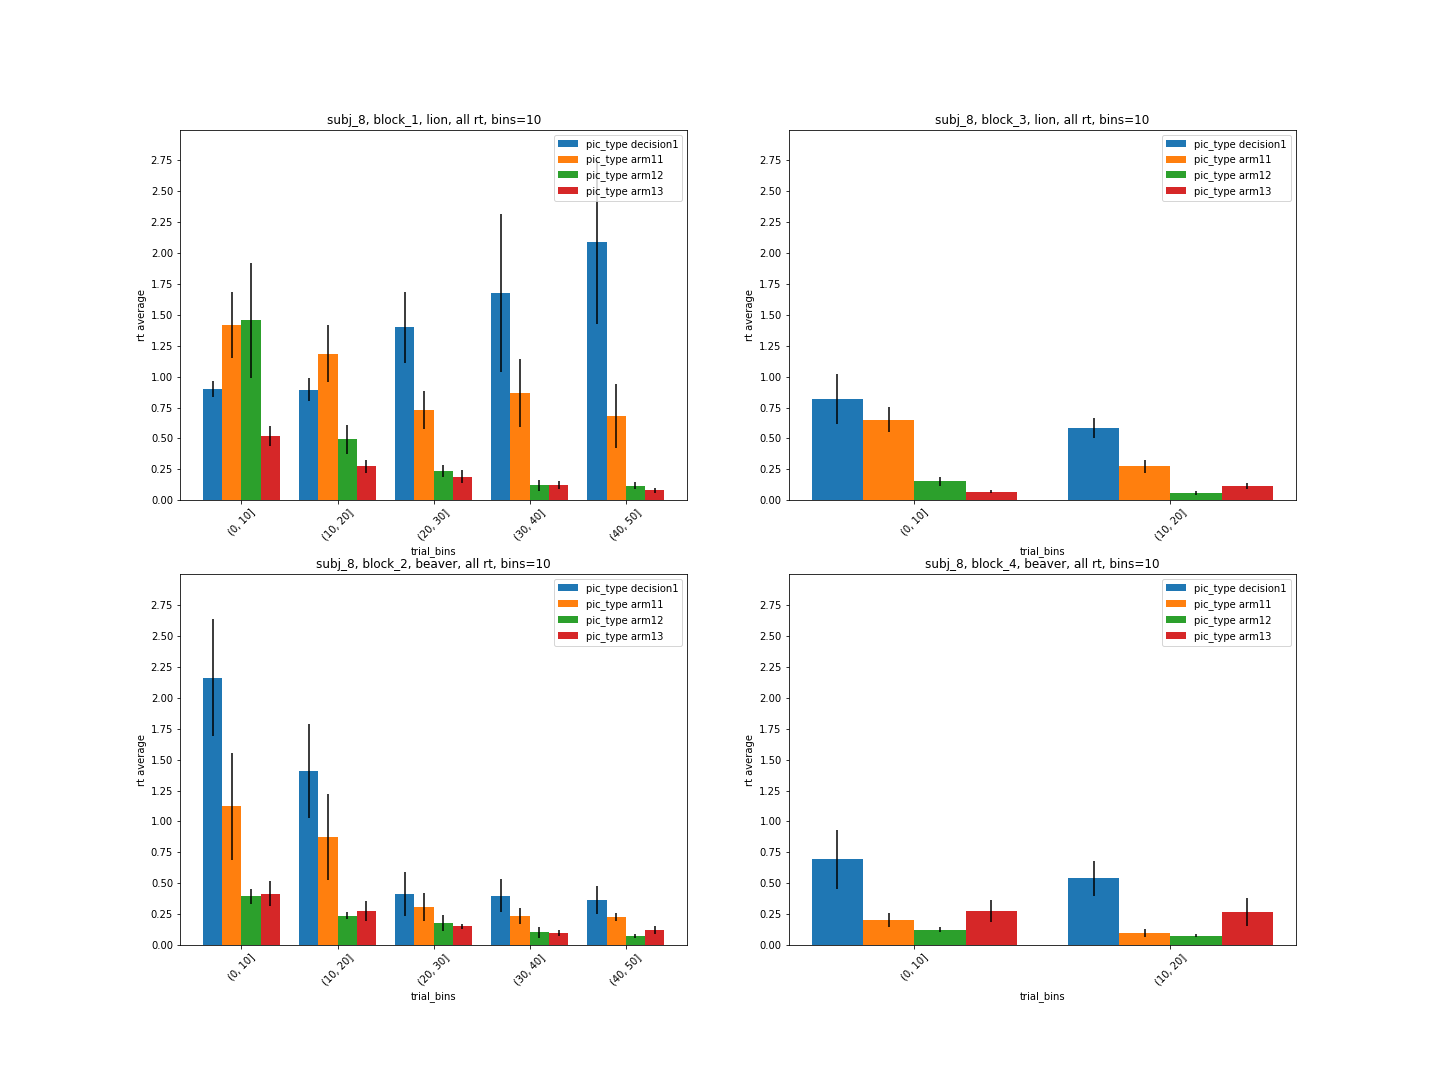 subj_8, block_1, lion, all rt, bins=10
pic_type decision1
pic_type arm11
pic_type arm12
pic_type arm13
2.75
2.50
2.25
2.00
1.75
1.50
1.25
1.00
0.75
0.50
0.25
0.00
rt average
(0, 10]
(10, 20]
(20, 30]
(30, 40]
(40, 50]
trial_bins
subj_8, block_3, lion, all rt, bins=10
pic_type decision1
pic_type arm11
pic_type arm12
pic_type arm13
2.75
2.50
2.25
2.00
1.75
1.50
1.25
1.00
0.75
0.50
0.25
0.00
rt average
(0, 10]
(10, 20]
trial_bins
subj_8, block_2, beaver, all rt, bins=10
pic_type decision1
pic_type arm11
pic_type arm12
pic_type arm13
2.75
2.50
2.25
2.00
1.75
1.50
1.25
1.00
0.75
0.50
0.25
0.00
rt average
(0, 10]
(10, 20]
(20, 30]
(30, 40]
(40, 50]
trial_bins
subj_8, block_4, beaver, all rt, bins=10
pic_type decision1
pic_type arm11
pic_type arm12
pic_type arm13
2.75
2.50
2.25
2.00
1.75
1.50
1.25
1.00
0.75
0.50
0.25
0.00
rt average
(0, 10]
(10, 20]
trial_bins